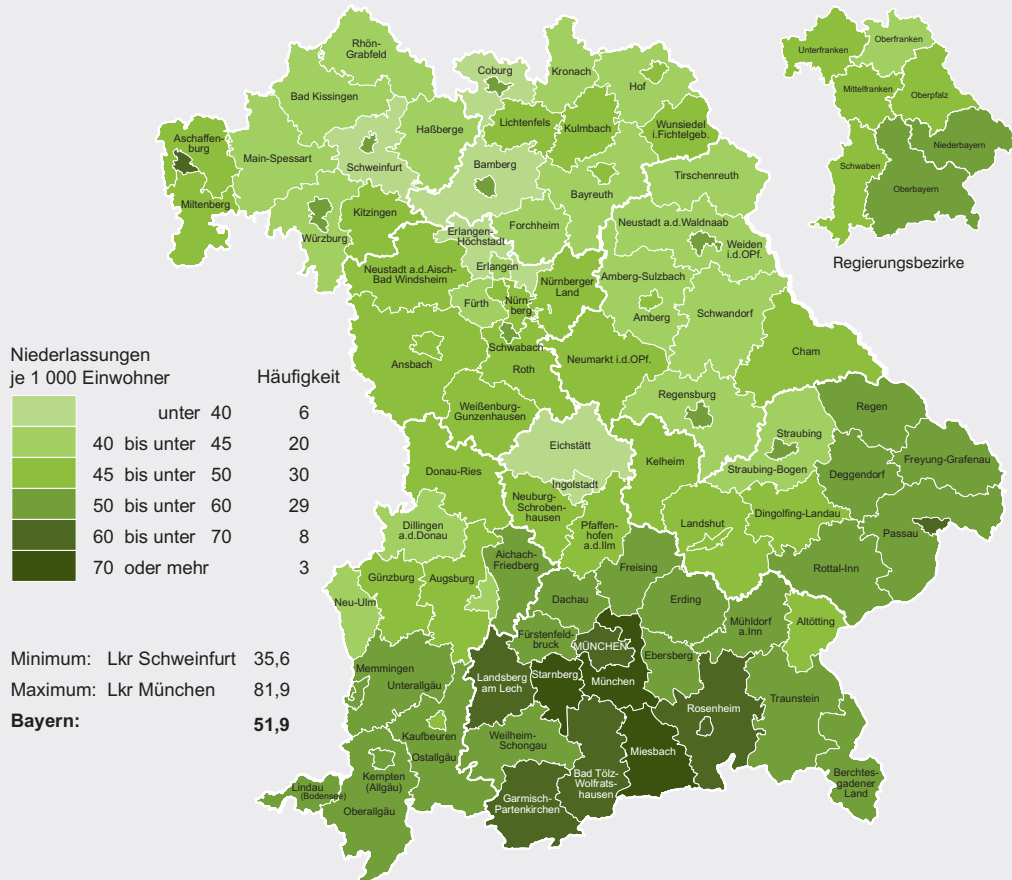 Rhön-
Grabfeld
Coburg
Kronach
Hof
Bad Kissingen
Lichtenfels
Kulmbach
Wunsiedel
i.Fichtelgeb.
Haßberge
Aschaffen-
burg
Main-Spessart
Schweinfurt
Bamberg
Tirschenreuth
Bayreuth
Miltenberg
Kitzingen
Würzburg
Erlangen-
Höchstadt
Forchheim
Neustadt a.d.Waldnaab
Weiden
i.d.OPf.
Erlangen
Neustadt a.d.Aisch-
Bad Windsheim
Nürnberger
Land
Amberg-Sulzbach
Fürth
Nürn-
berg
Amberg
Schwandorf
Schwabach
Roth
Ansbach
Neumarkt i.d.OPf.
Cham
Weißenburg-
Gunzenhausen
Regensburg
Regen
Eichstätt
Straubing
Straubing-Bogen
Freyung-Grafenau
Deggendorf
Donau-Ries
Kelheim
Ingolstadt
Neuburg-
Schroben-
hausen
Pfaffen-
hofen
a.d.Ilm
Landshut
Dingolfing-Landau
Passau
Dillingen
a.d.Donau
Aichach-
Friedberg
Freising
Rottal-Inn
Günzburg
Augsburg
Neu-Ulm
Dachau
Erding
Mühldorf
a.Inn
Altötting
Fürstenfeld-
bruck
MÜNCHEN
Ebersberg
Memmingen
Unterallgäu
Landsberg
am Lech
Starnberg
München
Traunstein
Rosenheim
Kaufbeuren
Ostallgäu
Weilheim-
Schongau
Miesbach
Bad Tölz-
Wolfrats-
hausen
Kempten
(Allgäu)
Lindau
(Bodensee)
Oberallgäu
Garmisch-
Partenkirchen
Berchtes-
gadener
Land
Unterfranken
Oberfranken
Mittelfranken
Oberpfalz
Niederbayern
Schwaben
Oberbayern
Regierungsbezirke
Niederlassungen
je 1 000 Einwohner Häufigkeit
unter 40 6
40 bis unter 45 20
45 bis unter 50 30
50 bis unter 60 29
60 bis unter 70 8
70 oder mehr 3
Minimum: Lkr Schweinfurt 35,6
Maximum: Lkr München 81,9
Bayern: 51,9